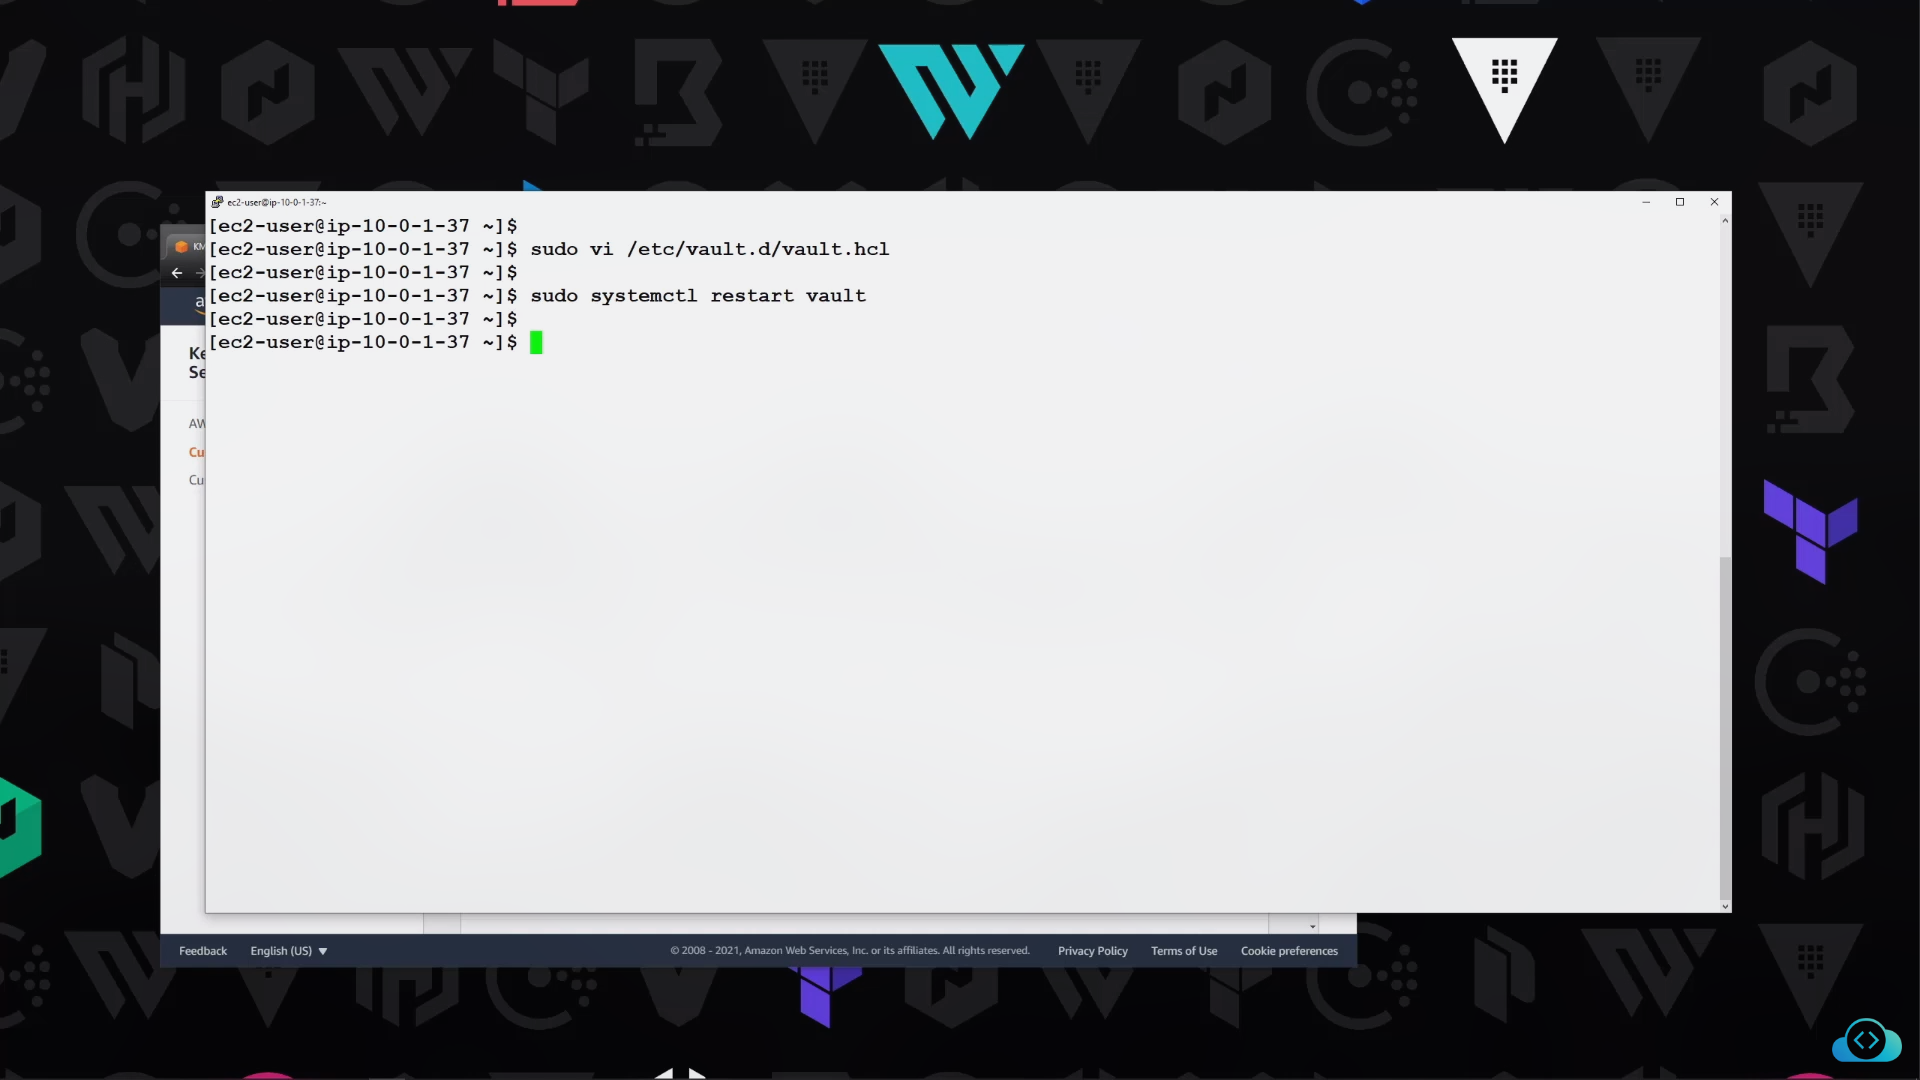 ec2-user@ip-10-0-1-37:~
[ec2-user@ip-10-0-1-37 ~]$
[ec2-user@ip-10-0-1-37 ~]$ sudo vi /etc/vault.d/vault.hcl
[ec2-user@ip-10-0-1-37 ~]$
[ec2-user@ip-10-0-1-37 ~]$ sudo systemctl restart vault
[ec2-user@ip-10-0-1-37 ~]$
[ec2-user@ip-10-0-1-37 ~]$
KM
Ke
Se
AW
Cu
Cu
Feedback English (US) © 2008 - 2021, Amazon Web Services, Inc. or its affiliates. All rights reserved. Privacy Policy Terms of Use Cookie preferences